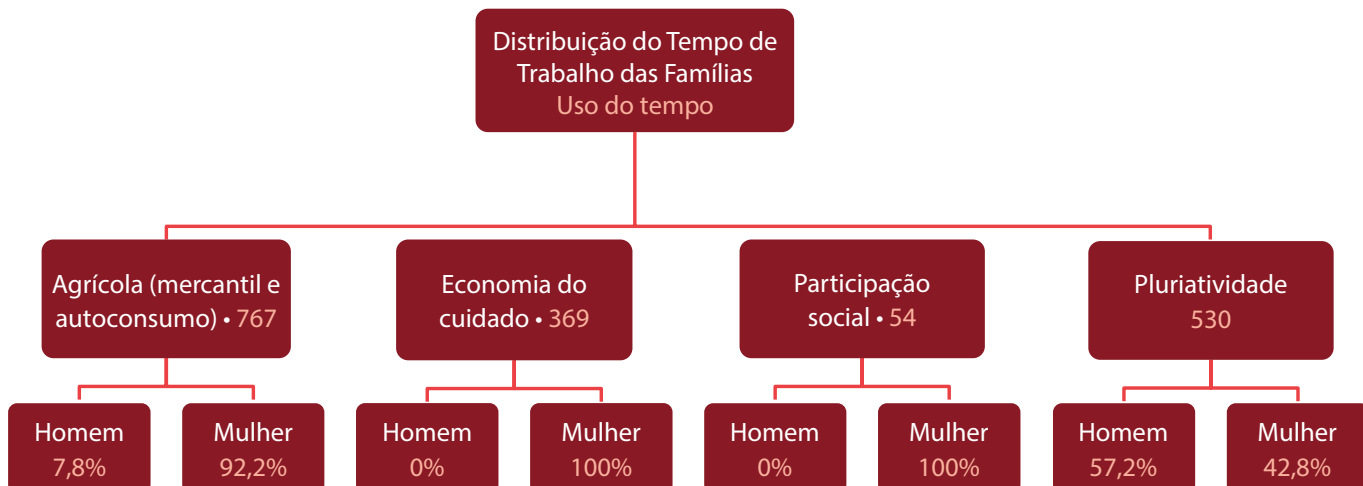 Distribuição do Tempo de
Trabalho das Famílias
Uso do tempo
Agrícola (mercantil e
autoconsumo) • 767
Economia do
cuidado • 369
Participação
social • 54
Pluriatividade
530
Homem
7,8%
Mulher
92,2%
Homem
0%
Mulher
100%
Homem
0%
Mulher
100%
Homem
57,2%
Mulher
42,8%